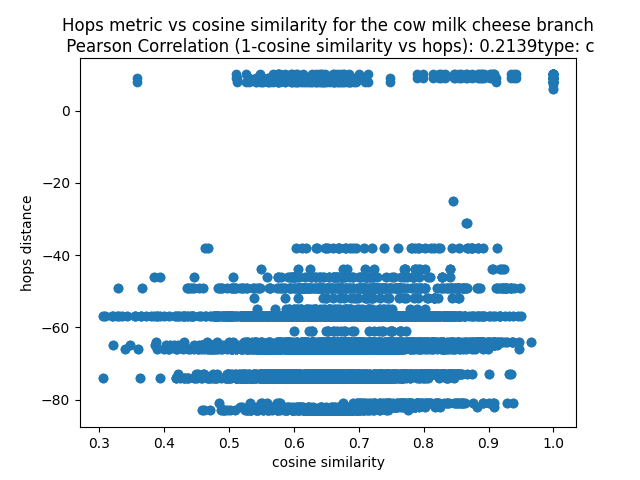 Hops metric vs cosine similarity for the cow milk cheese branch
Pearson Correlation (1-cosine similarity vs hops): 0.2139type: c
0
−20
−40
−60
−80
hops distance
0.3 0.4 0.5 0.6 0.7 0.8 0.9 1.0
cosine similarity